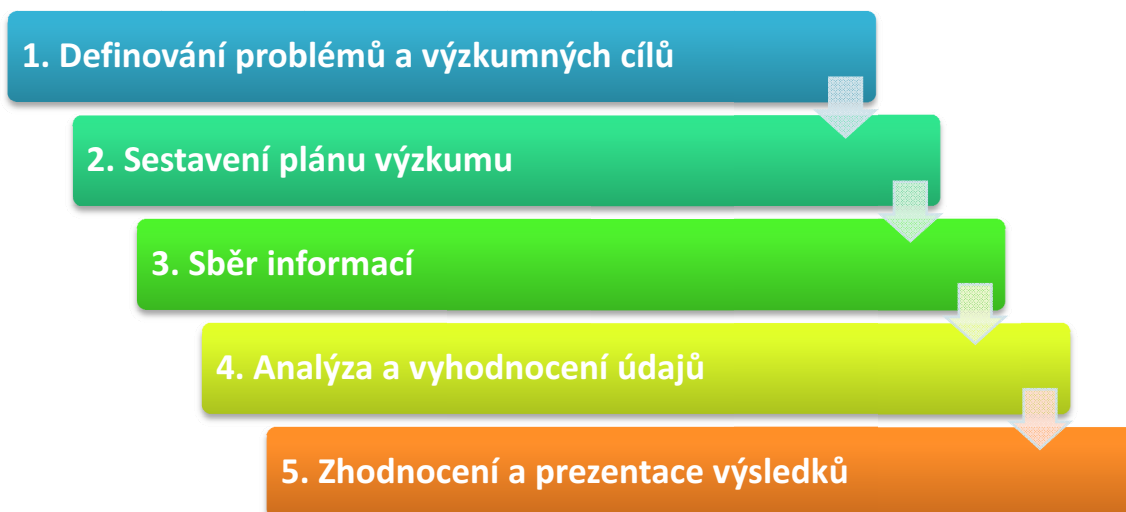 1. Definování problémů a výzkumných cílů
2. Sestavení plánu výzkumu
3. Sběr informací
4. Analýza a vyhodnocení údajů
5. Zhodnocení a prezentace výsledků